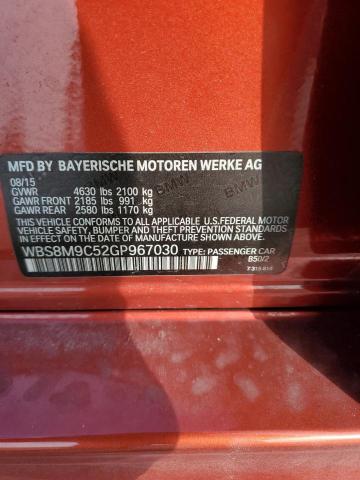 MFD BY BAYERISCHE MOTOREN WERKE AG
08/15
GVWR 4630 lbs 2100 kg
GAWR FRONT 2185 lbs 991 kg
GAWR REAR 2580 lbs 1170 kg
THIS VEHICLE CONFORMS TO ALL APPLICABLE U.S.FEDERAL MOTOR
VEHICLE SAFETY, BUMPER AND THEFT PREVENTION STANDARDS IN
EFFECT ON THE DATE OF MANUFACTURE SHOWN ABOVE.
WBS8M9C52GP967030 TYPE: PASSENGER CAR
BMW
BMW